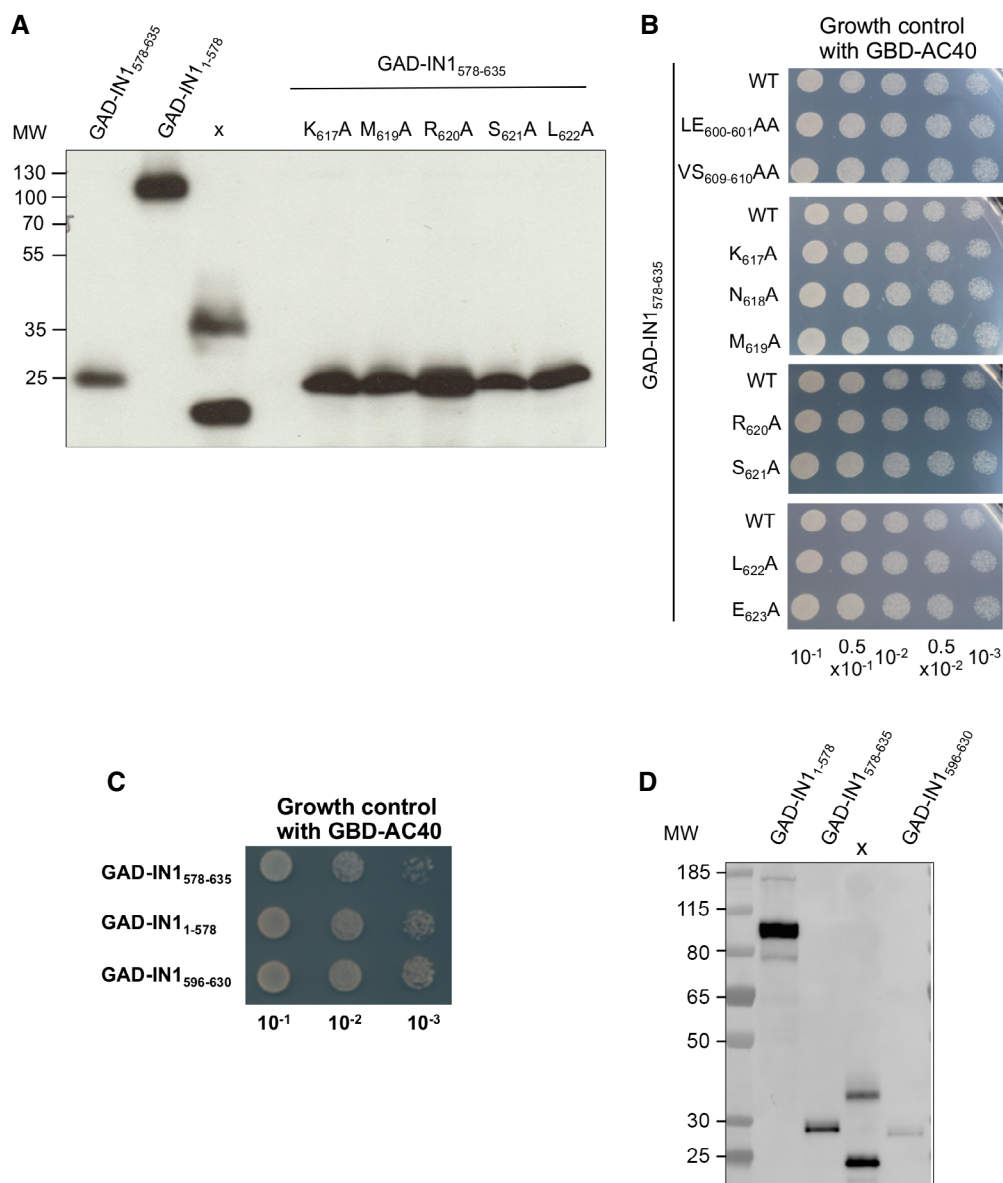 A
GAD-IN1578-635
GAD-IN11-578
x
GAD-IN1578-635
MW
K617A M619A R620A S621A L622A
130
100
70
55
35
25
B
Growth control
with GBD-AC40
GAD-IN1578-635
WT
LE600-601AA
VS609-610AA
WT
K617A
N618A
M619A
WT
R620A
S621A
WT
L622A
E623A
10-1 0.5 x10-1 10-2 0.5 x10-2 10-3
C
Growth control
with GBD-AC40
GAD-IN1578-635
GAD-IN11-578
GAD-IN1596-630
10-1 10-2 10-3
D
MW
GAD-IN11-578
GAD-IN1578-635
x
GAD-IN1596-630
185
115
80
65
50
30
25